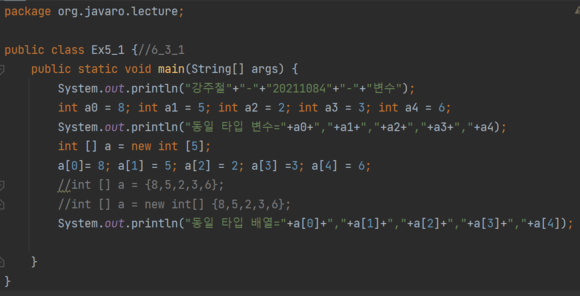 package org.javaro.lecture;
public class Ex5_1 {//6_3_1
public static void main(String[] args) {
System.out.println("강주절"+"-"+"20211084"+"-"+"변수");
int a0 = 8; int a1 = 5; int a2 = 2; int a3 = 3; int a4 = 6;
System.out.println("동일 타입 변수="+a0+","+a1+","+a2+","+a3+","+a4);
int [] a = new int [5];
a[0]= 8; a[1] = 5; a[2] = 2; a[3] =3; a[4] = 6;
//int [] a = {8,5,2,3,6};
//int [] a = new int[] {8,5,2,3,6};
System.out.println("동일 타입 배열="+a[0]+","+a[1]+","+a[2]+","+a[3]+","+a[4]);
}
}